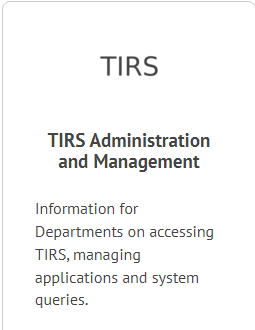 TIRS
TIRS Administration
and Management
Information for
Departments on accessing
TIRS, managing
applications and system
queries.